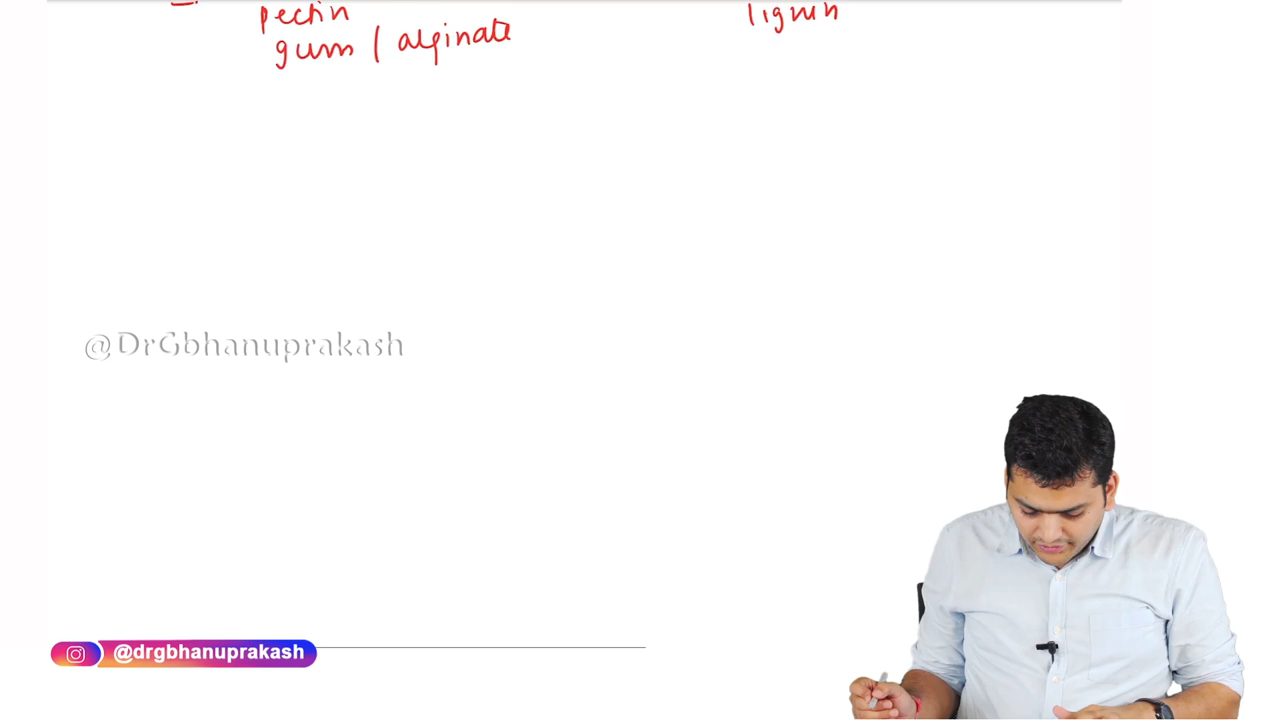 pectin
lignin
gum / alginate
@DrGbhanuprakash
@drgbhanuprakash